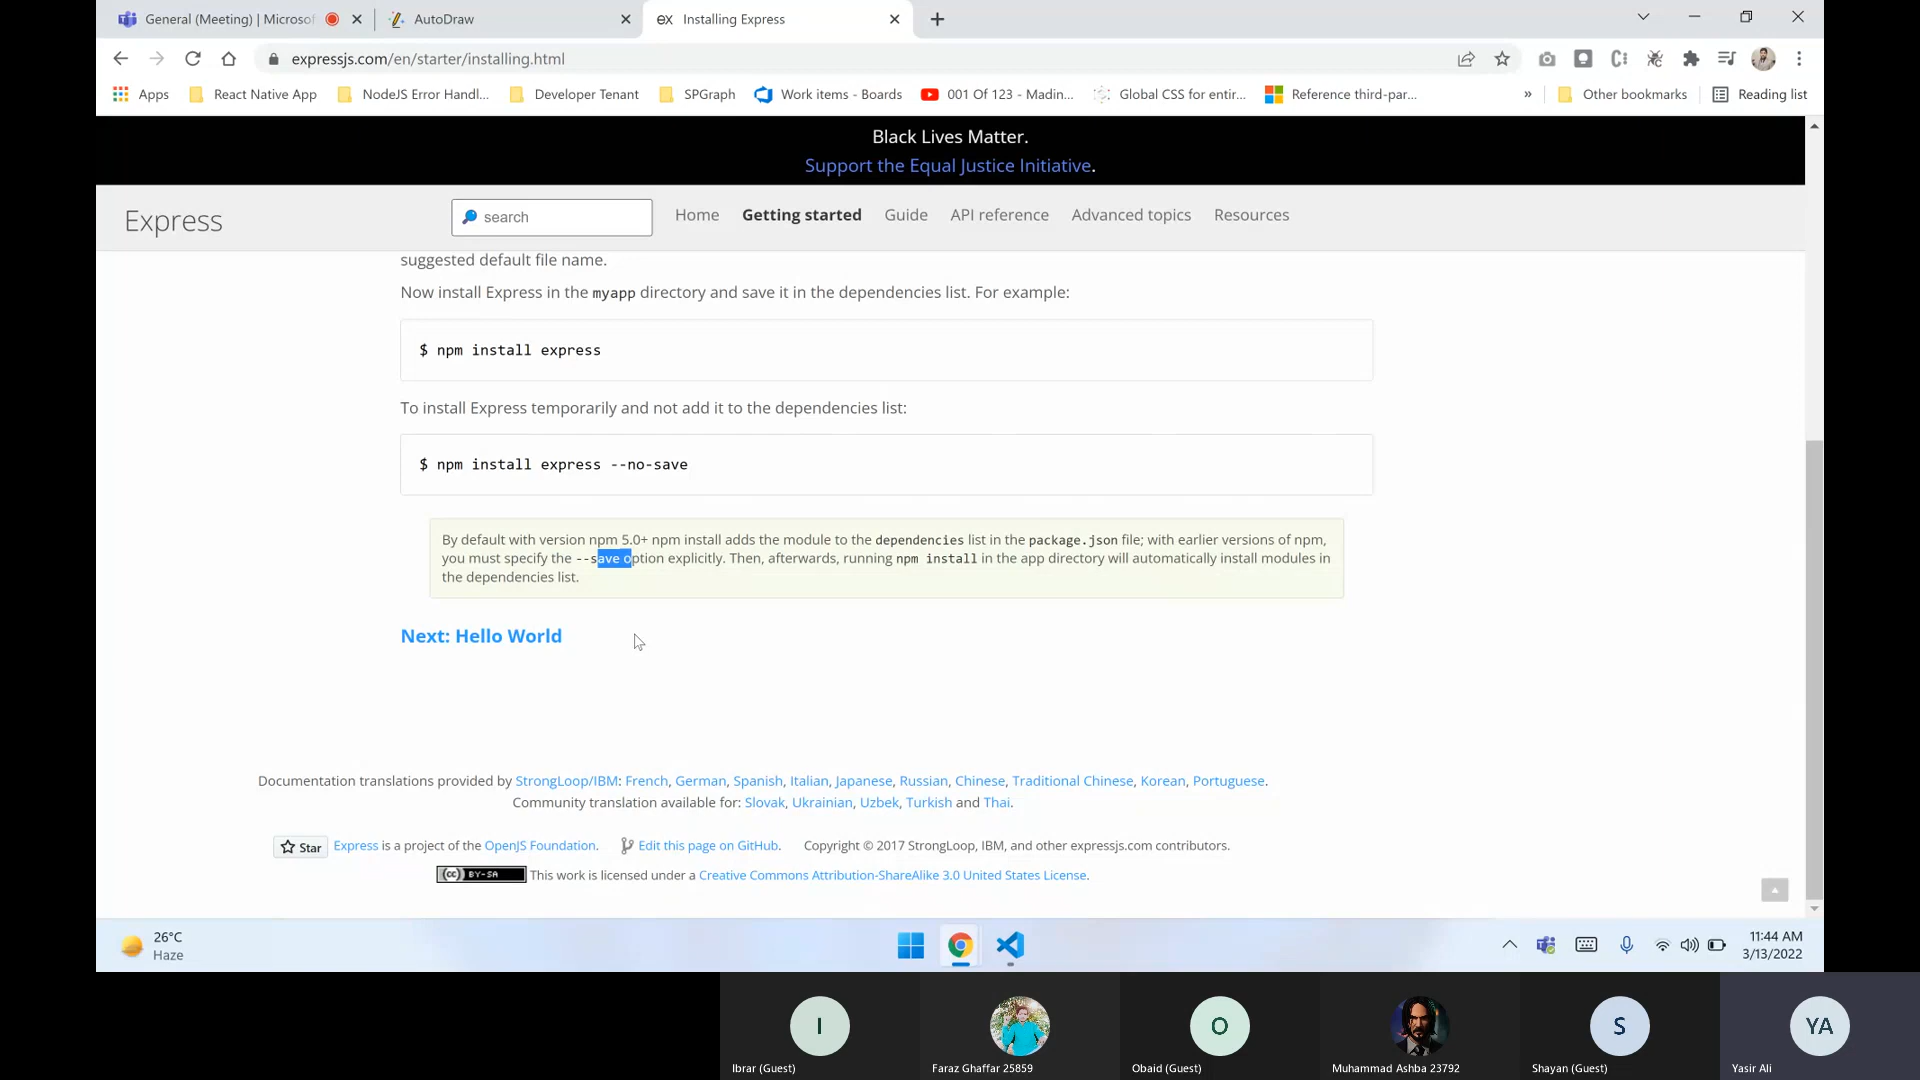 General (Meeting) | Microsof
AutoDraw
ex Installing Express
expressjs.com/en/starter/installing.html
Apps
React Native App
NodeJS Error Handl...
Developer Tenant
SPGraph
Work items - Boards
001 Of 123 - Madin...
Global CSS for entir...
Reference third-par...
»
Other bookmarks
Reading list
Black Lives Matter.
Support the Equal Justice Initiative.
Express
search
Home
Getting started
Guide
API reference
Advanced topics
Resources
suggested default file name.
Now install Express in the myapp directory and save it in the dependencies list. For example:
$ npm install express
To install Express temporarily and not add it to the dependencies list:
$ npm install express --no-save
By default with version npm 5.0+ npm install adds the module to the dependencies list in the package.json file; with earlier versions of npm,
you must specify the --save option explicitly. Then, afterwards, running npm install in the app directory will automatically install modules in
the dependencies list.
Next: Hello World
Documentation translations provided by StrongLoop/IBM: French, German, Spanish, Italian, Japanese, Russian, Chinese, Traditional Chinese, Korean, Portuguese.
Community translation available for: Slovak, Ukrainian, Uzbek, Turkish and Thai.
Star
Express is a project of the OpenJS Foundation.
Edit this page on GitHub.
Copyright © 2017 StrongLoop, IBM, and other expressjs.com contributors.
(cc) BY-SA
This work is licensed under a Creative Commons Attribution-ShareAlike 3.0 United States License.
26°C
Haze
11:44 AM
3/13/2022
I
O
S
YA
Ibrar (Guest)
Faraz Ghaffar 25859
Obaid (Guest)
Muhammad Ashba 23792
Shayan (Guest)
Yasir Ali